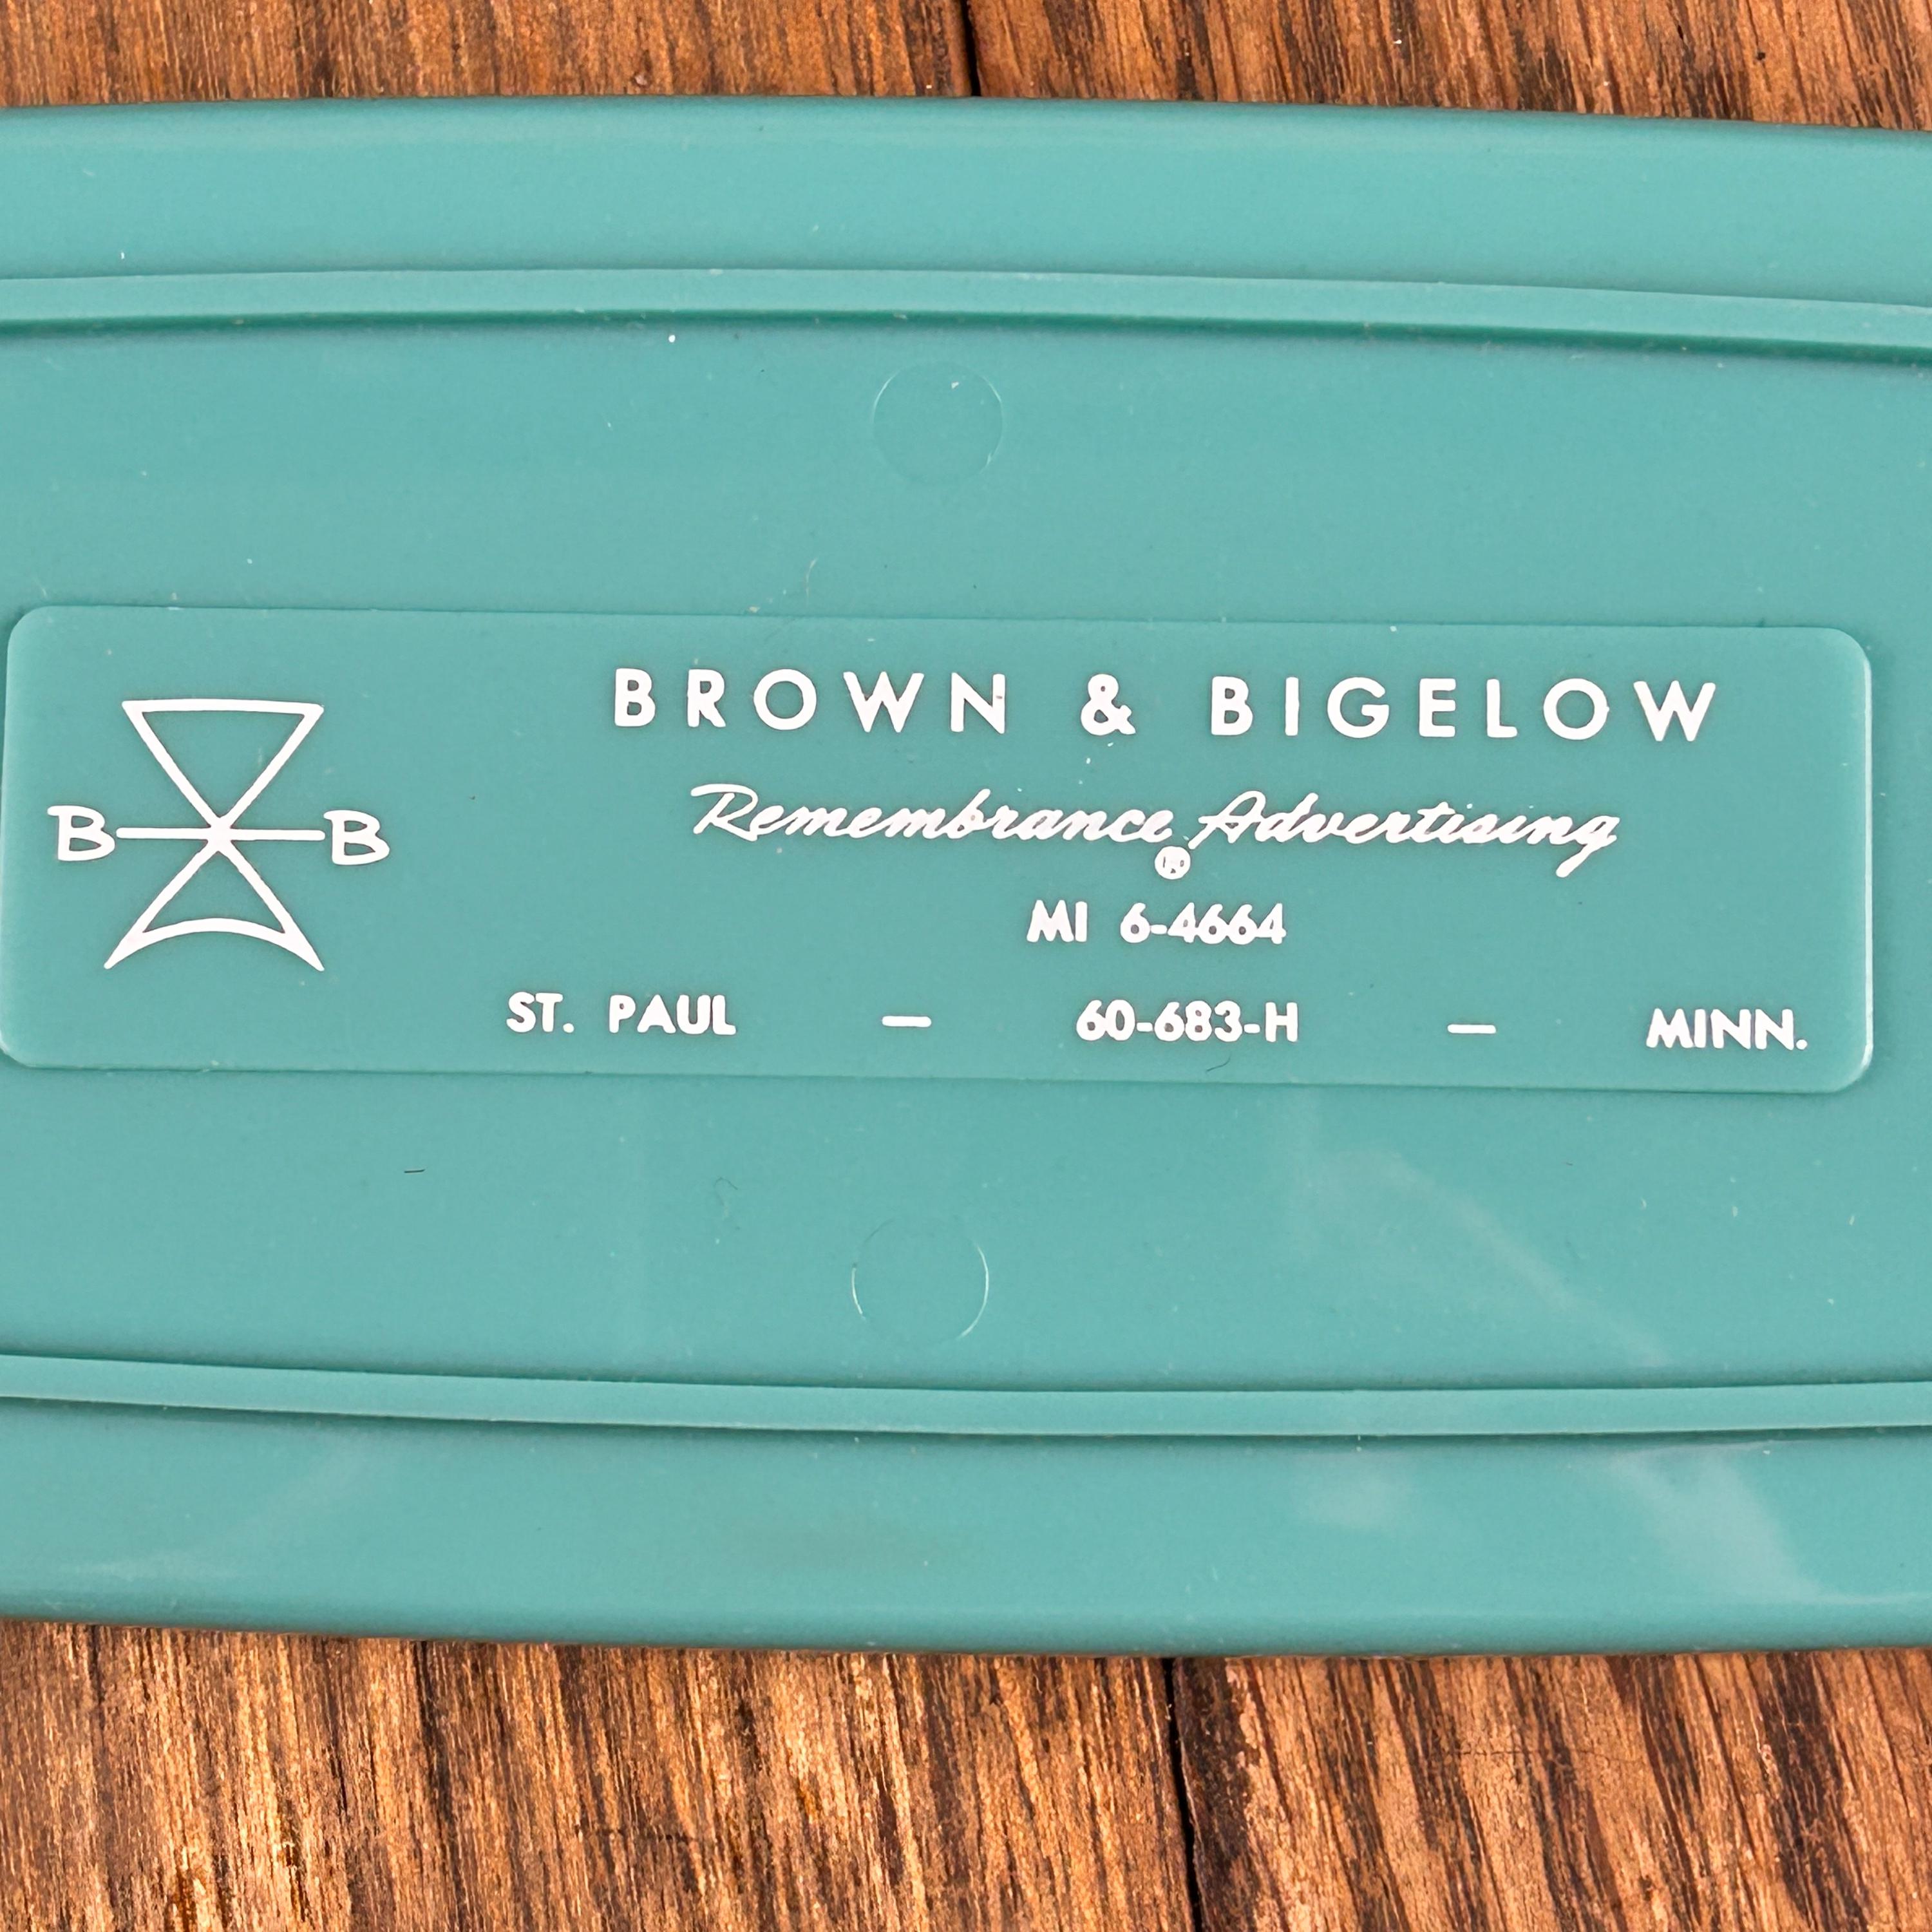 BROWN & BIGELOW
Remembrance Advertising
®
MI 6-4664
B B
ST. PAUL — 60-683-H — MINN.